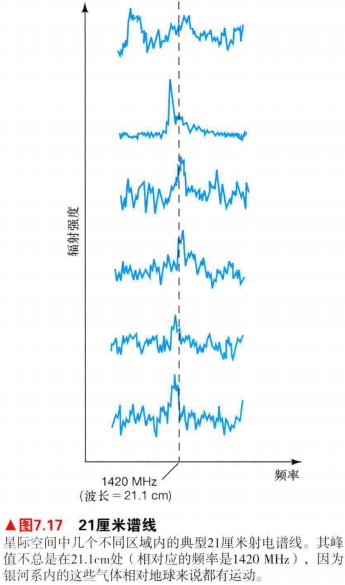 辐射强度
频率
1420 MHz
(波长=21.1 cm)
▲图7.17 21厘米谱线
星际空间中几个不同区域内的典型21厘米射电谱线。其峰
值不总是在21.1cm处（相对应的频率是1420 MHz），因为
银河系内的这些气体相对地球来说都有运动。